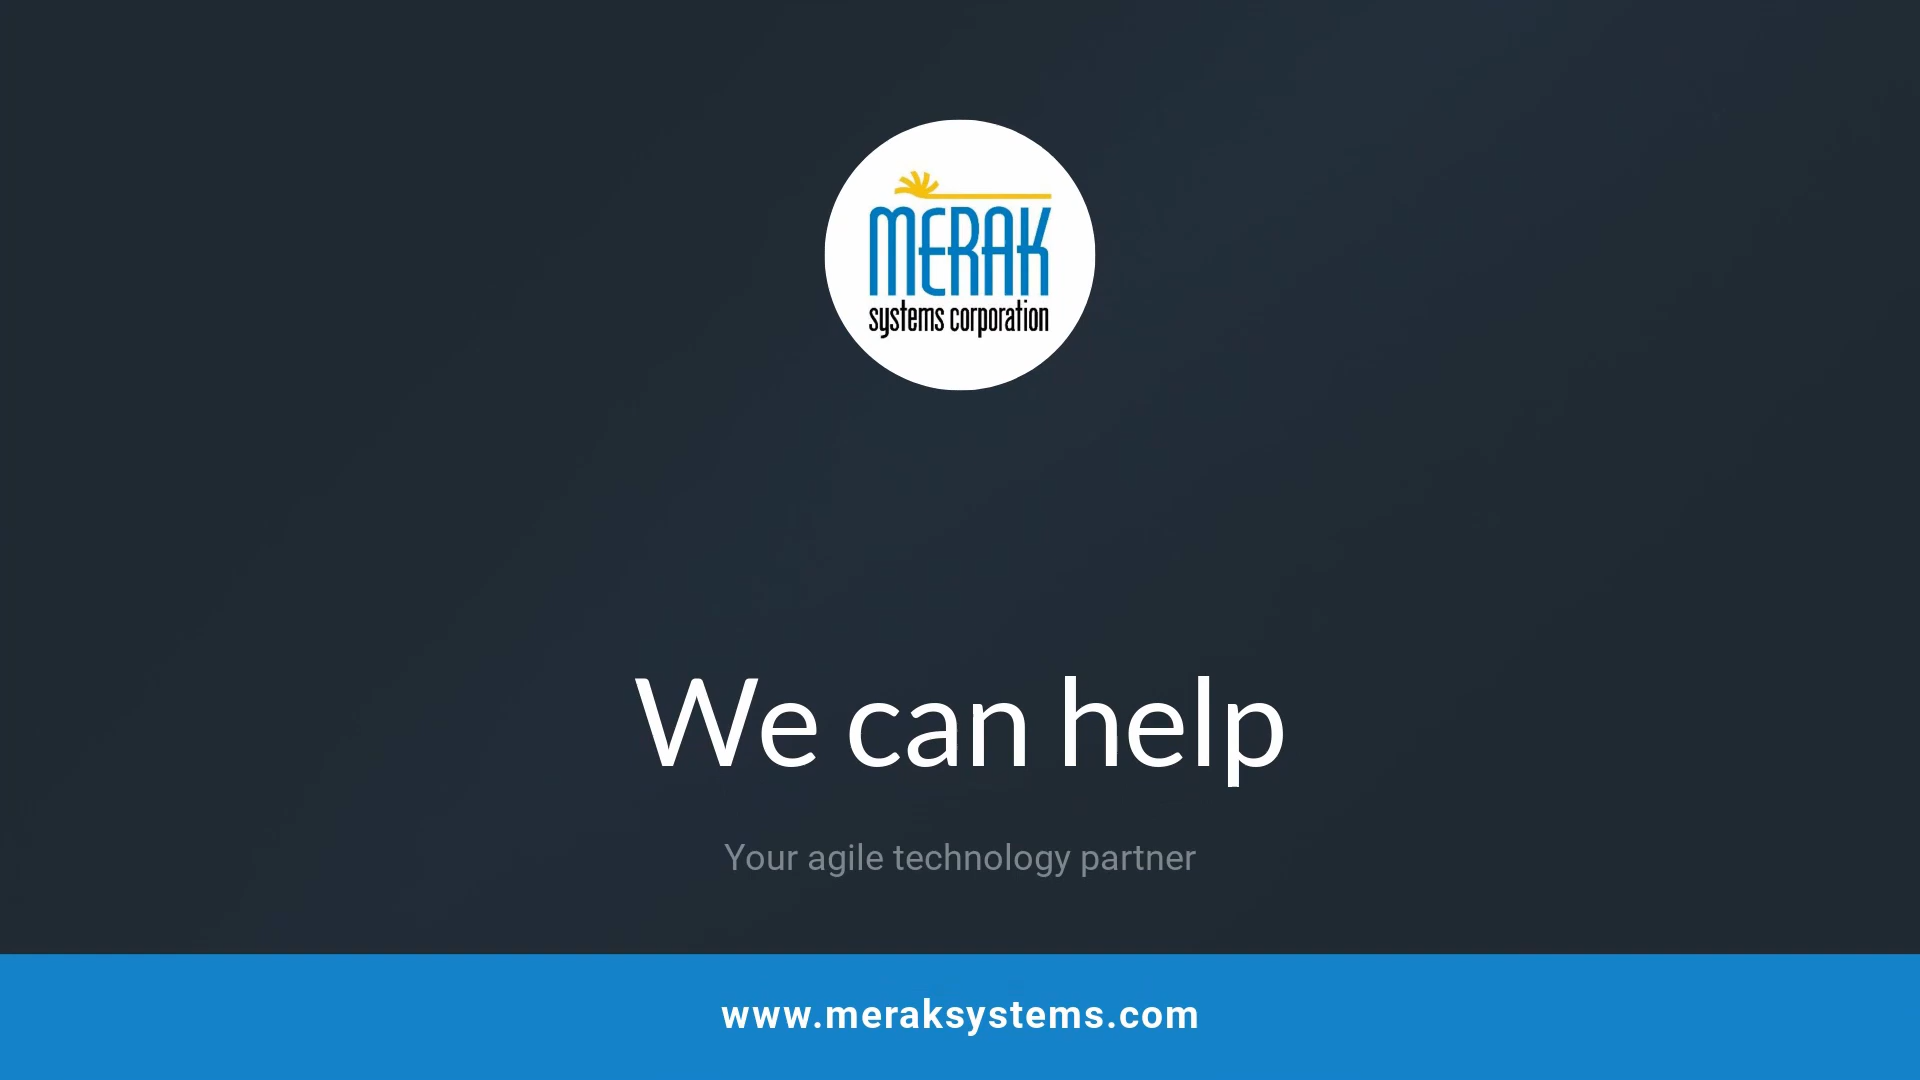 MERAK
systems corporation
We can help
Your agile technology partner
www.meraksystems.com